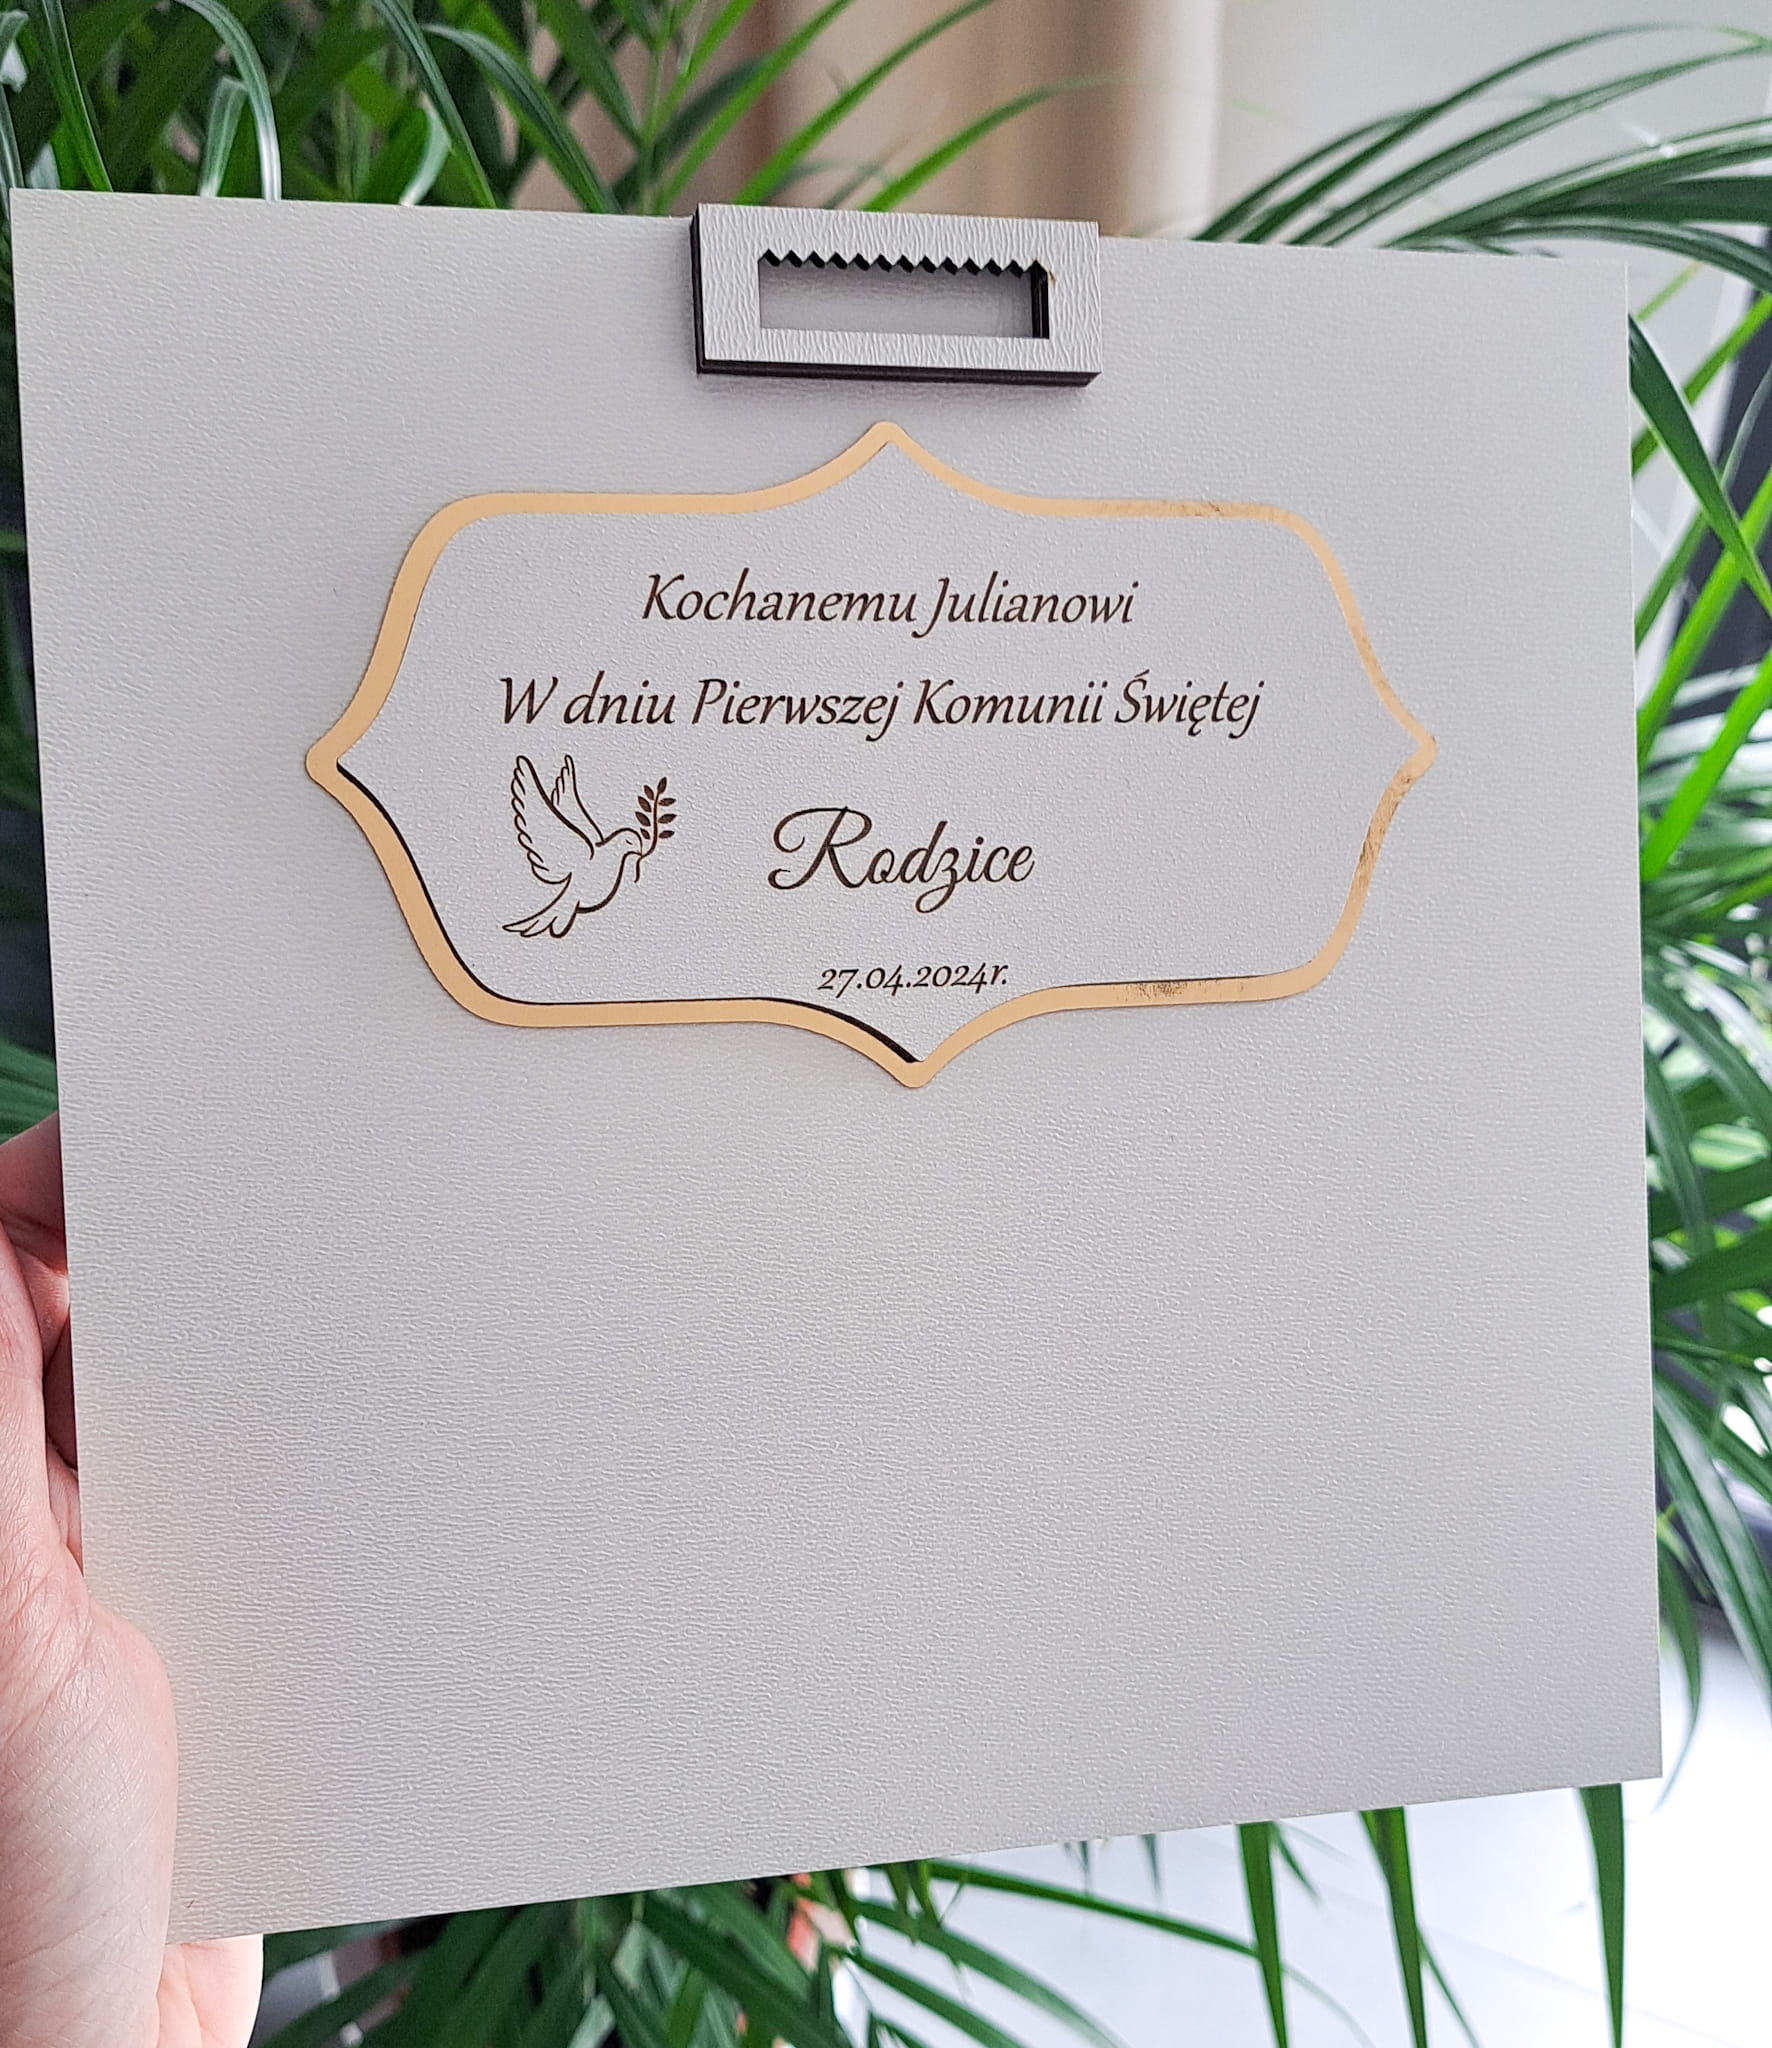 Kochanemu Julianowi
W dniu Pierwszej Komunii Świętej
Rodzice
27.04.2024r.